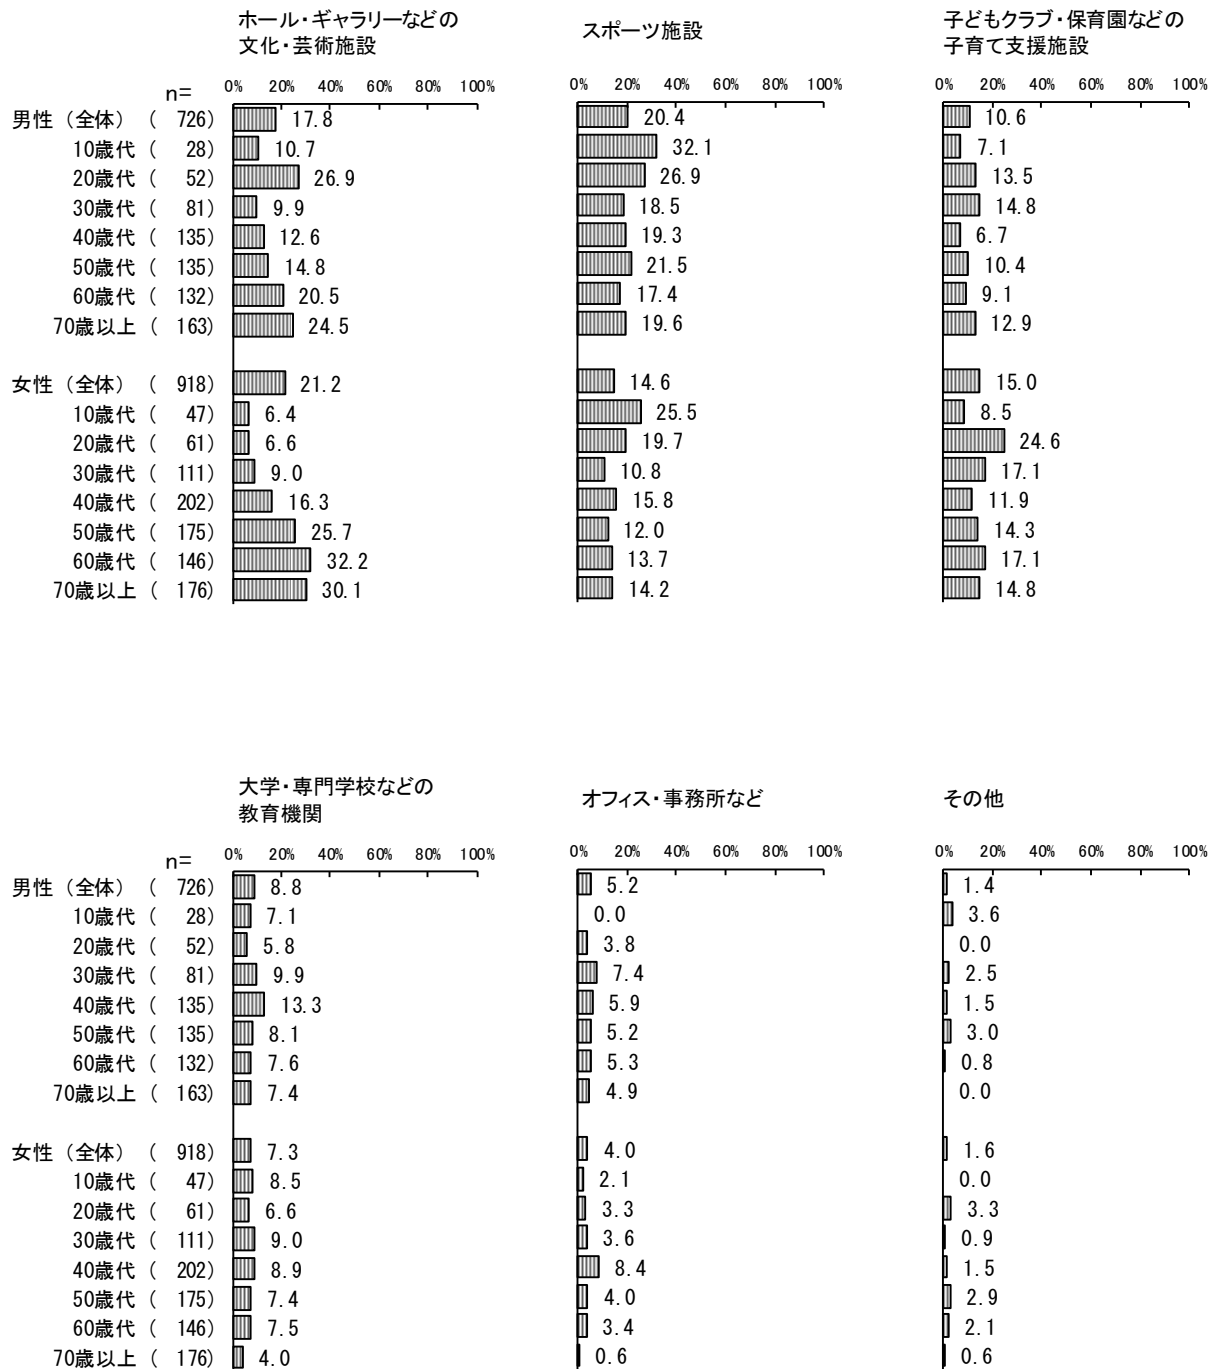 ホール・ギャラリーなどの
文化・芸術施設
スポーツ施設
子どもクラブ・保育園などの
子育て支援施設
n= 0% 20% 40% 60% 80% 100% 0% 20% 40% 60% 80% 100% 0% 20% 40% 60% 80% 100%
男性（全体）（ 726） 17.8 20.4 10.6
10歳代（ 28） 10.7 32.1 7.1
20歳代（ 52） 26.9 26.9 13.5
30歳代（ 81） 9.9 18.5 14.8
40歳代（ 135） 12.6 19.3 6.7
50歳代（ 135） 14.8 21.5 10.4
60歳代（ 132） 20.5 17.4 9.1
70歳以上（ 163） 24.5 19.6 12.9
女性（全体）（ 918） 21.2 14.6 15.0
10歳代（ 47） 6.4 25.5 8.5
20歳代（ 61） 6.6 19.7 24.6
30歳代（ 111） 9.0 10.8 17.1
40歳代（ 202） 16.3 15.8 11.9
50歳代（ 175） 25.7 12.0 14.3
60歳代（ 146） 32.2 13.7 17.1
70歳以上（ 176） 30.1 14.2 14.8
大学・専門学校などの
教育機関
オフィス・事務所など
その他
n= 0% 20% 40% 60% 80% 100% 0% 20% 40% 60% 80% 100% 0% 20% 40% 60% 80% 100%
男性（全体）（ 726） 8.8 5.2 1.4
10歳代（ 28） 7.1 0.0 3.6
20歳代（ 52） 5.8 3.8 0.0
30歳代（ 81） 9.9 7.4 2.5
40歳代（ 135） 13.3 5.9 1.5
50歳代（ 135） 8.1 5.2 3.0
60歳代（ 132） 7.6 5.3 0.8
70歳以上（ 163） 7.4 4.9 0.0
女性（全体）（ 918） 7.3 4.0 1.6
10歳代（ 47） 8.5 2.1 0.0
20歳代（ 61） 6.6 3.3 3.3
30歳代（ 111） 9.0 3.6 0.9
40歳代（ 202） 8.9 8.4 1.5
50歳代（ 175） 7.4 4.0 2.9
60歳代（ 146） 7.5 3.4 2.1
70歳以上（ 176） 4.0 0.6 0.6